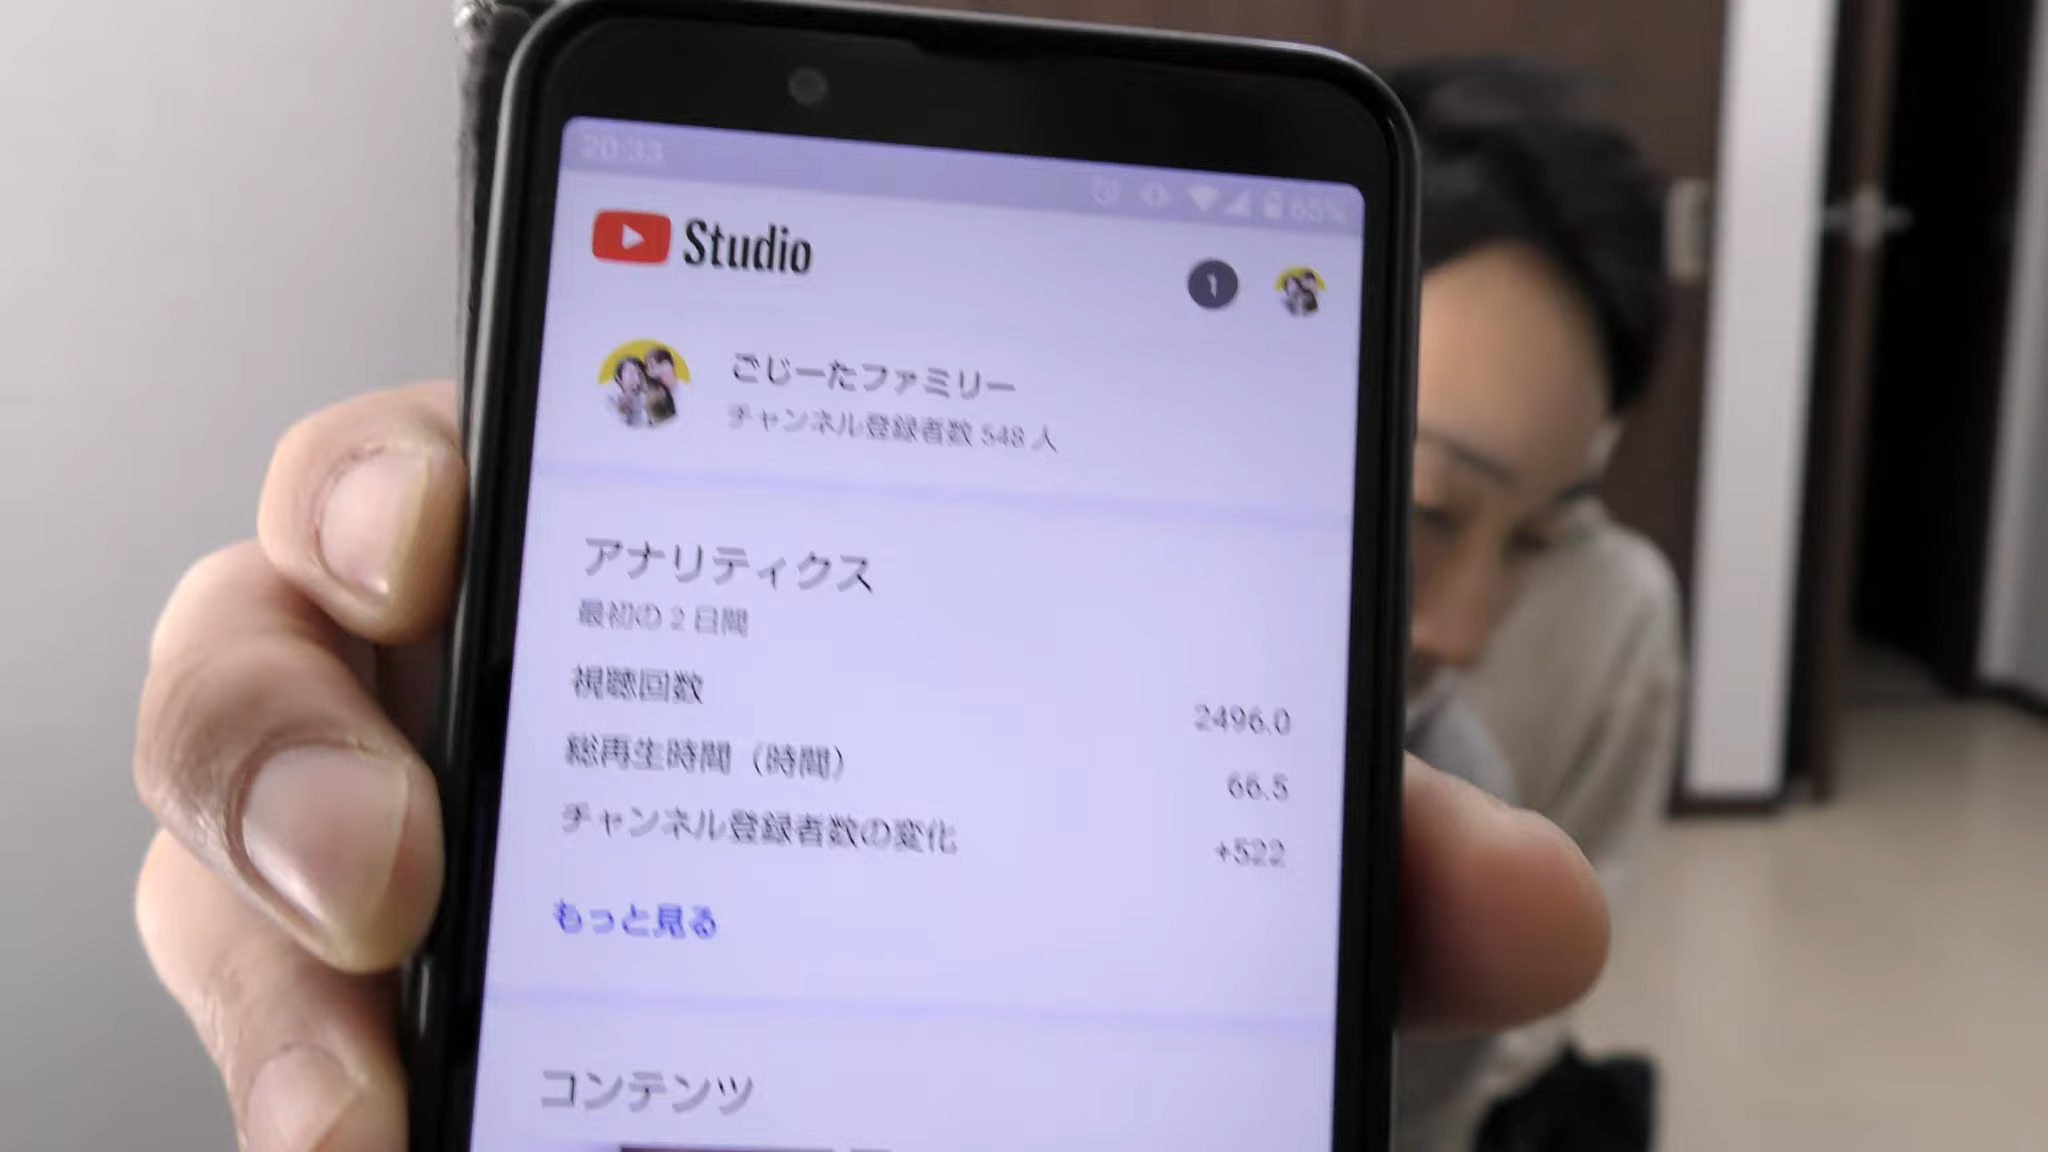 20:33
65%
Studio
1
ごじーたファミリー
チャンネル登録者数 548 人
アナリティクス
最初の 2 日間
視聴回数
2496.0
総再生時間（時間）
66.5
チャンネル登録者数の変化
+522
もっと見る
コンテンツ